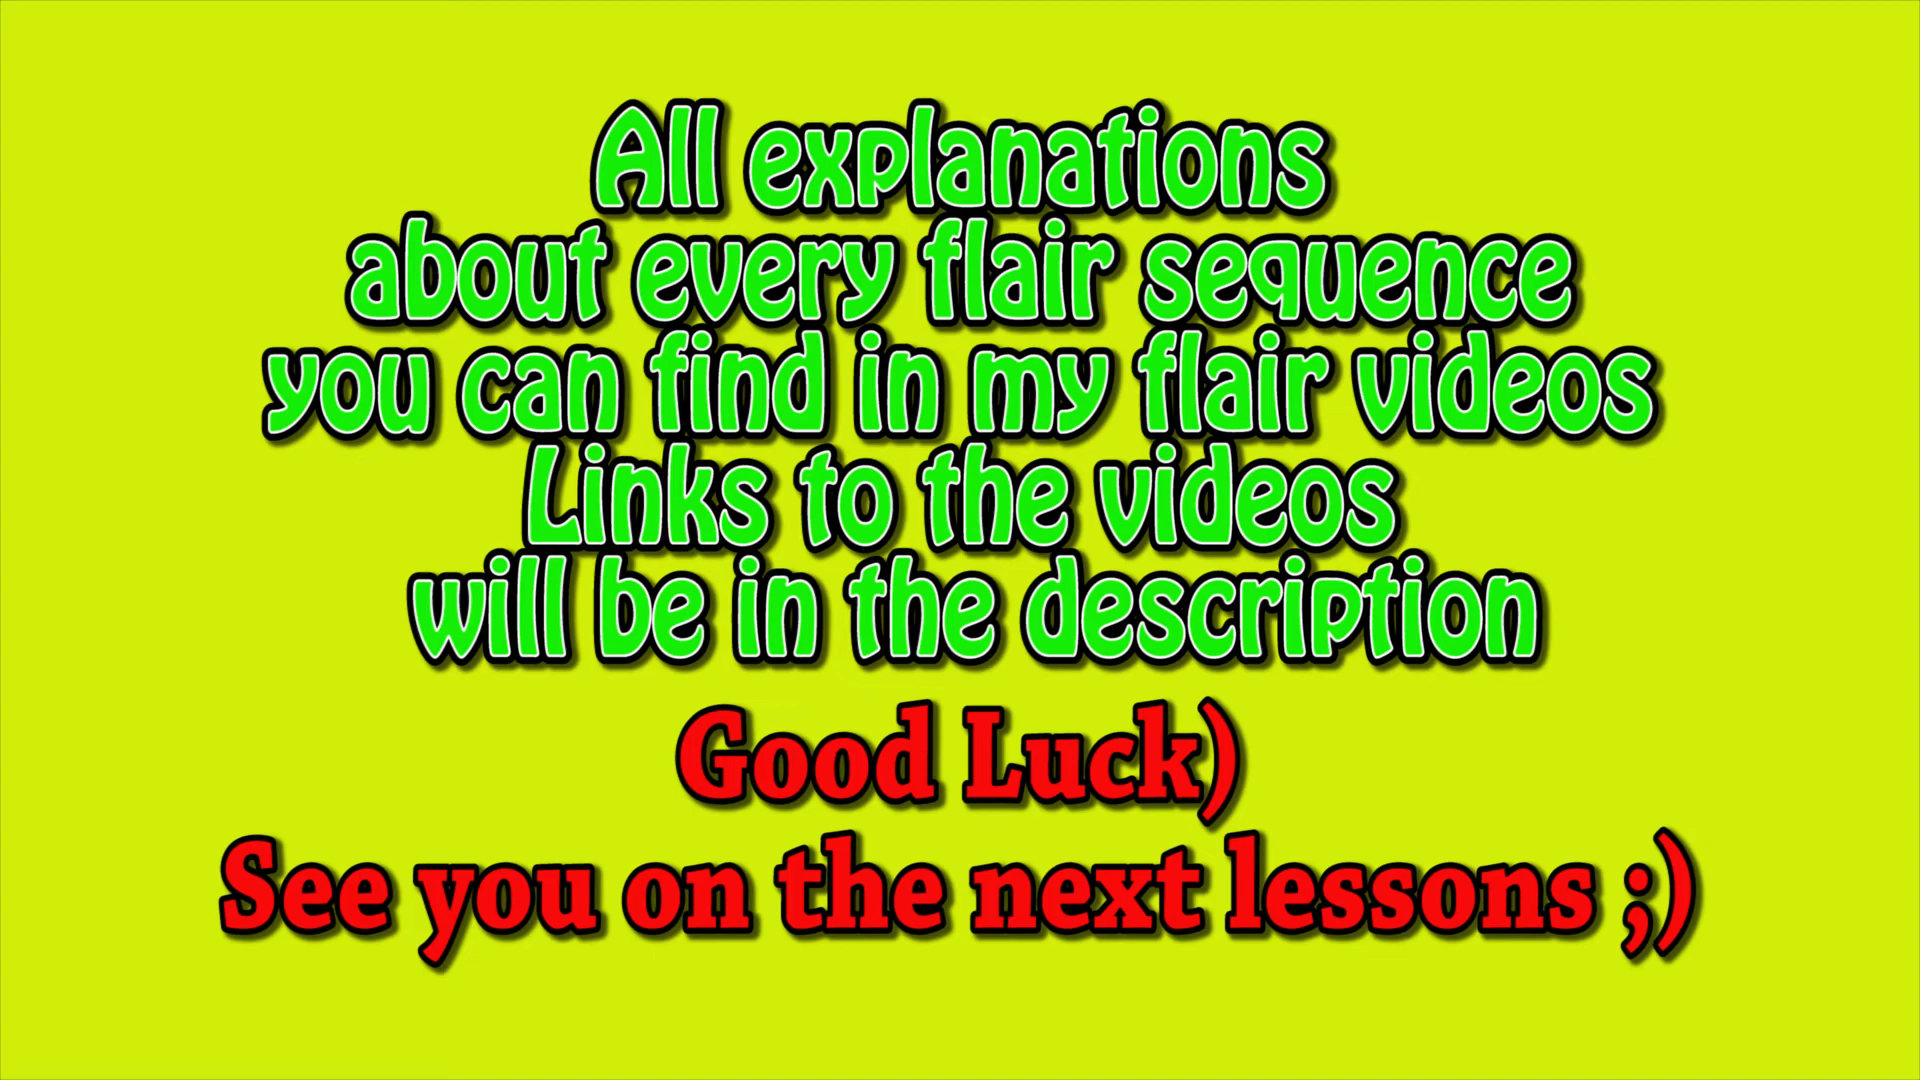 All explanations
about every flair sequence
you can find in my flair videos
Links to the videos
will be in the description
Good Luck)
See you on the next lessons ;)